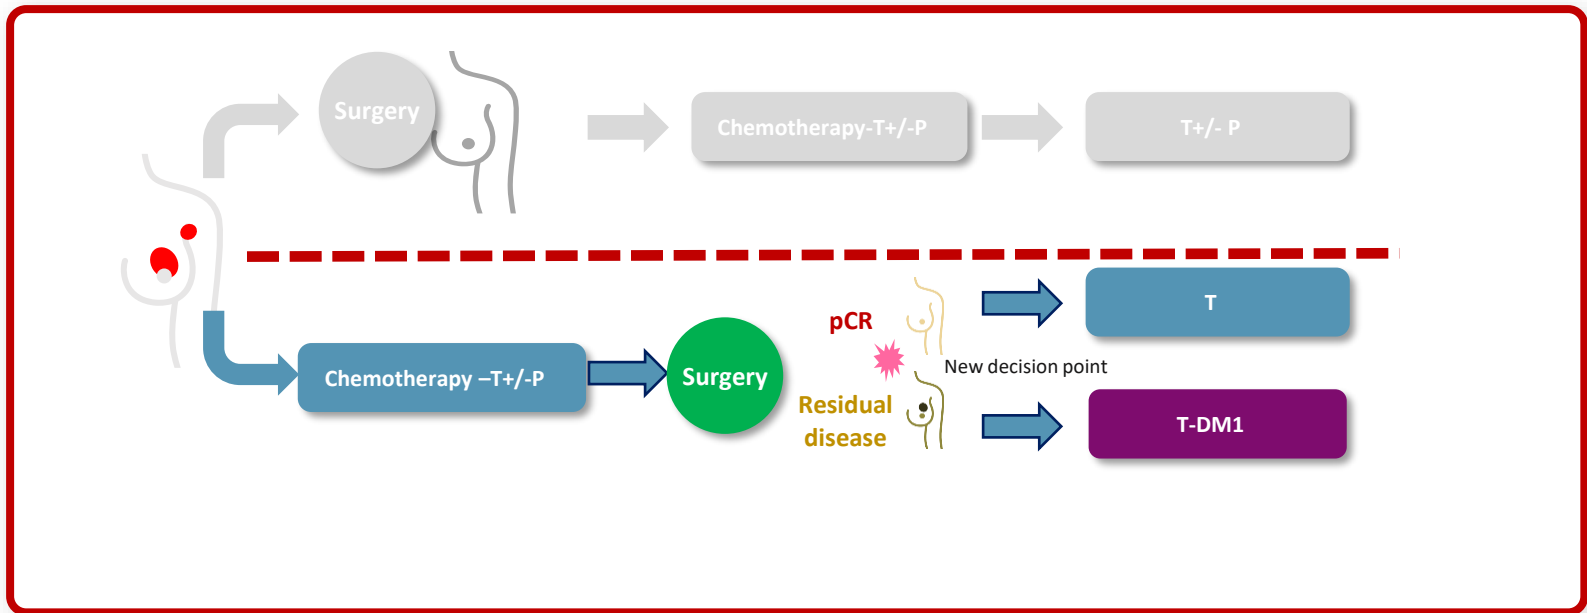 Surgery
Chemotherapy-T+/-P
T+/- P
Chemotherapy –T+/-P
Surgery
pCR
New decision point
Residual
disease
T
T-DM1